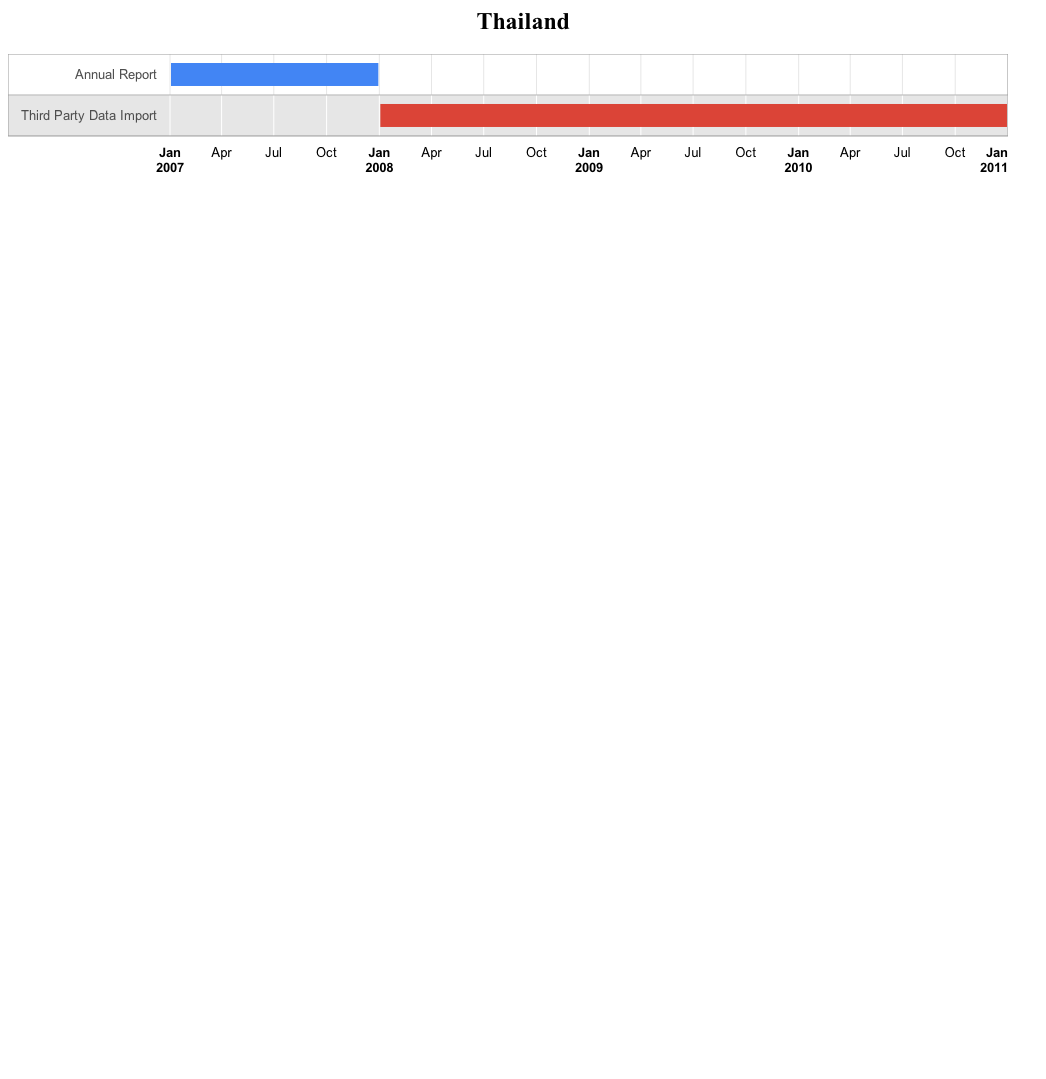 Thailand
Annual Report
Third Party Data Import
Jan Apr Jul Oct Jan Apr Jul Oct Jan Apr Jul Oct Jan Apr Jul Oct Jan
2007 2008 2009 2010 2011